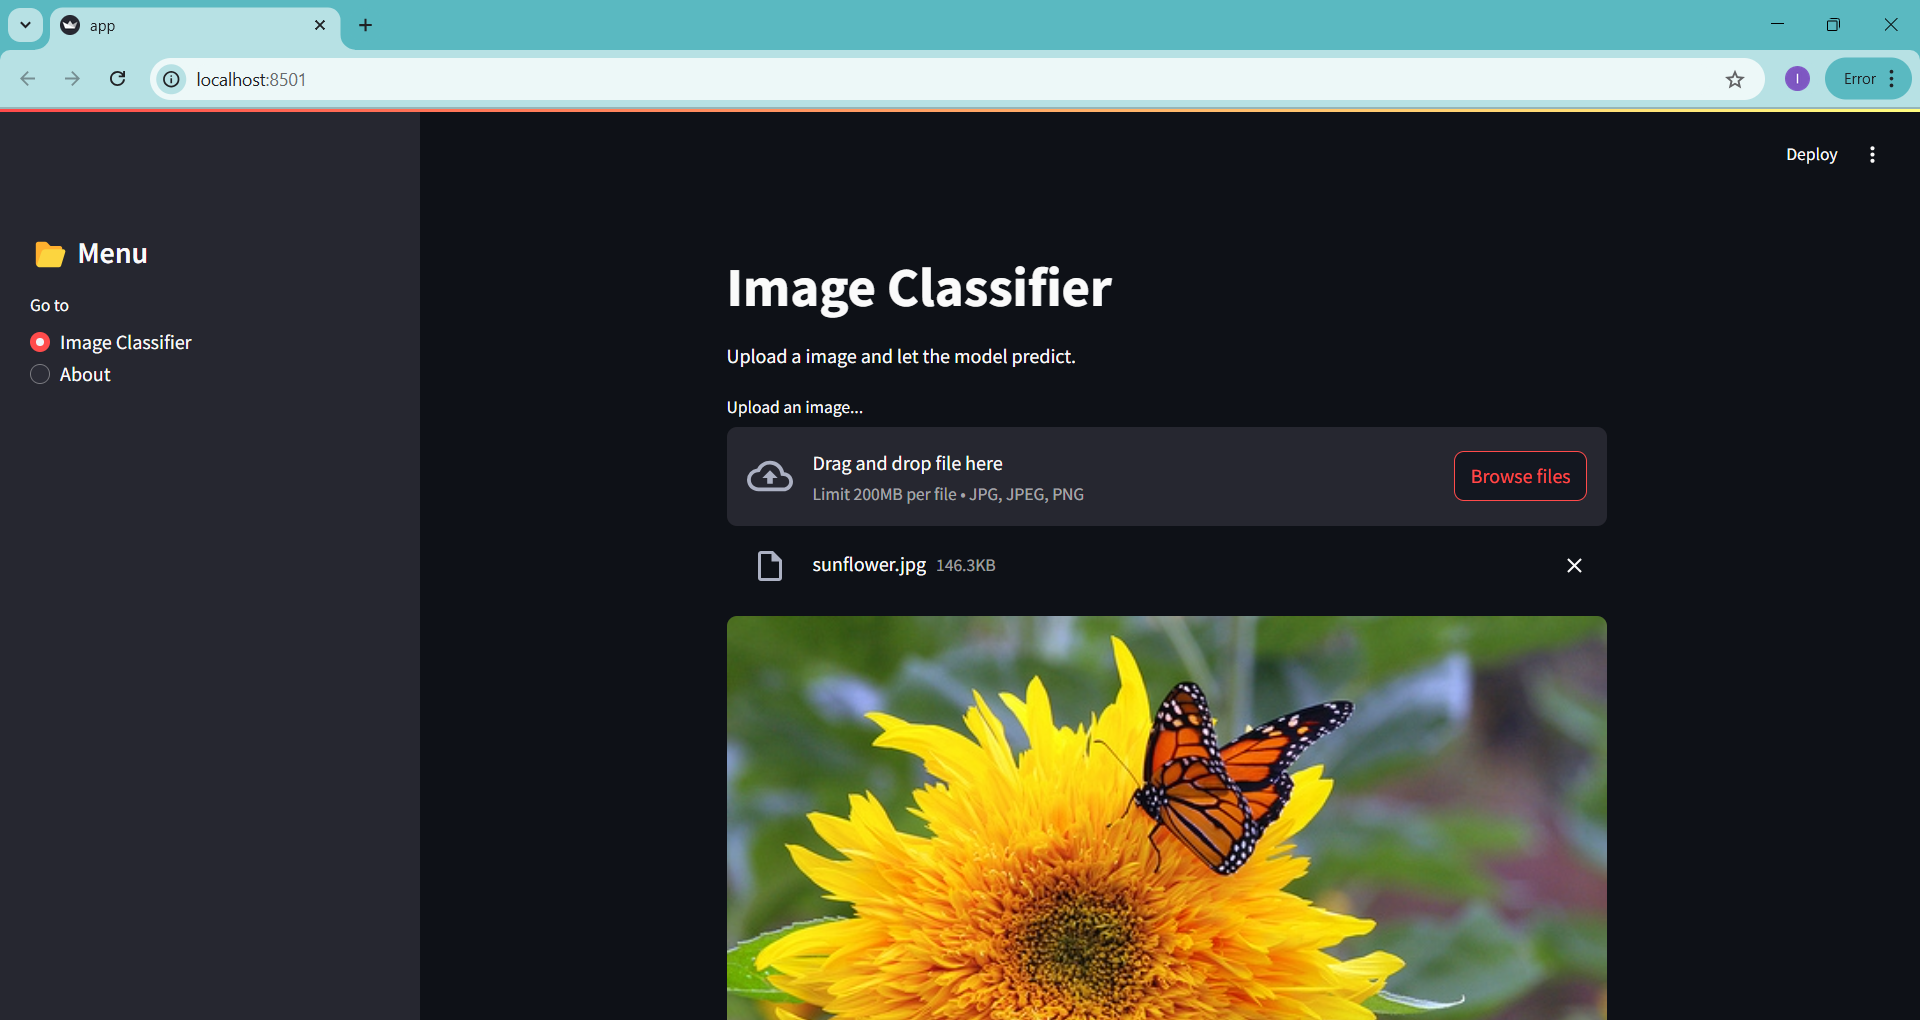 app
localhost:8501
Error
Deploy
Menu
Go to
Image Classifier
About
Image Classifier
Upload a image and let the model predict.
Upload an image...
Drag and drop file here
Limit 200MB per file • JPG, JPEG, PNG
Browse files
sunflower.jpg 146.3KB